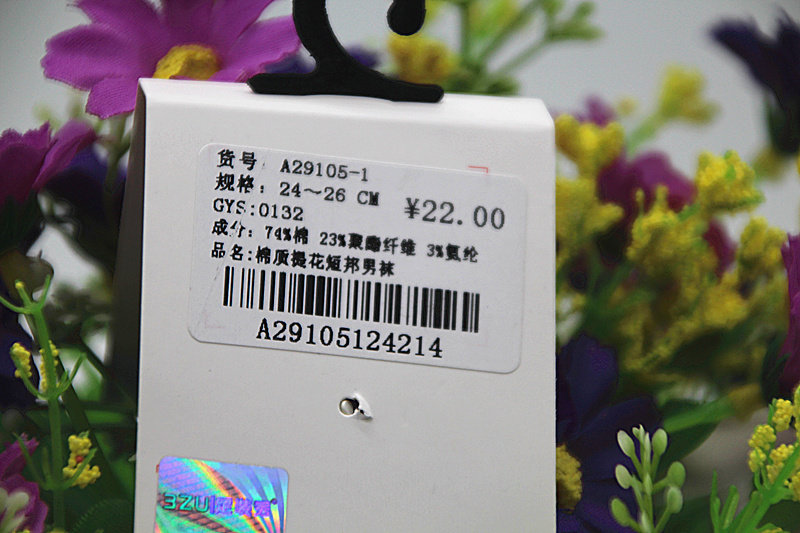 货号: A29105-1
规格: 24～26 CM
¥22.00
GYS:0132
成分: 74%棉 23%聚酯纤维 3%氨纶
品名:棉质提花短邦男袜
A29105124214
3ZU